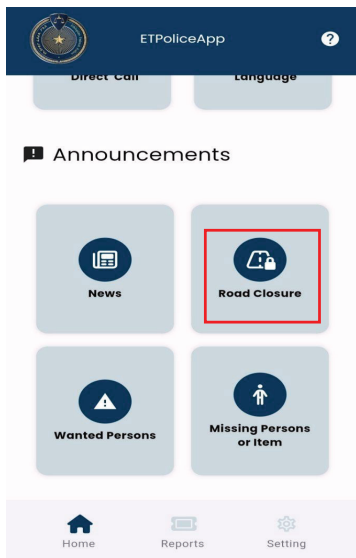 ETPoliceApp
Direct Call
Language
Announcements
News
Road Closure
Wanted Persons
Missing Persons
or Item
Home
Reports
Setting